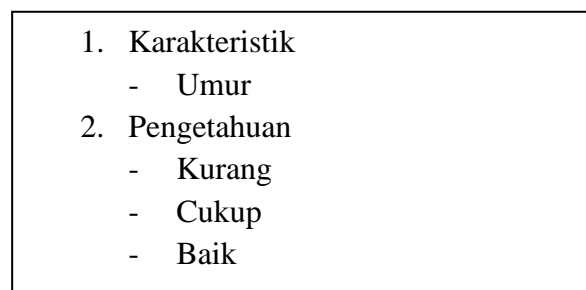 1. Karakteristik
- Umur
2. Pengetahuan
- Kurang
- Cukup
- Baik